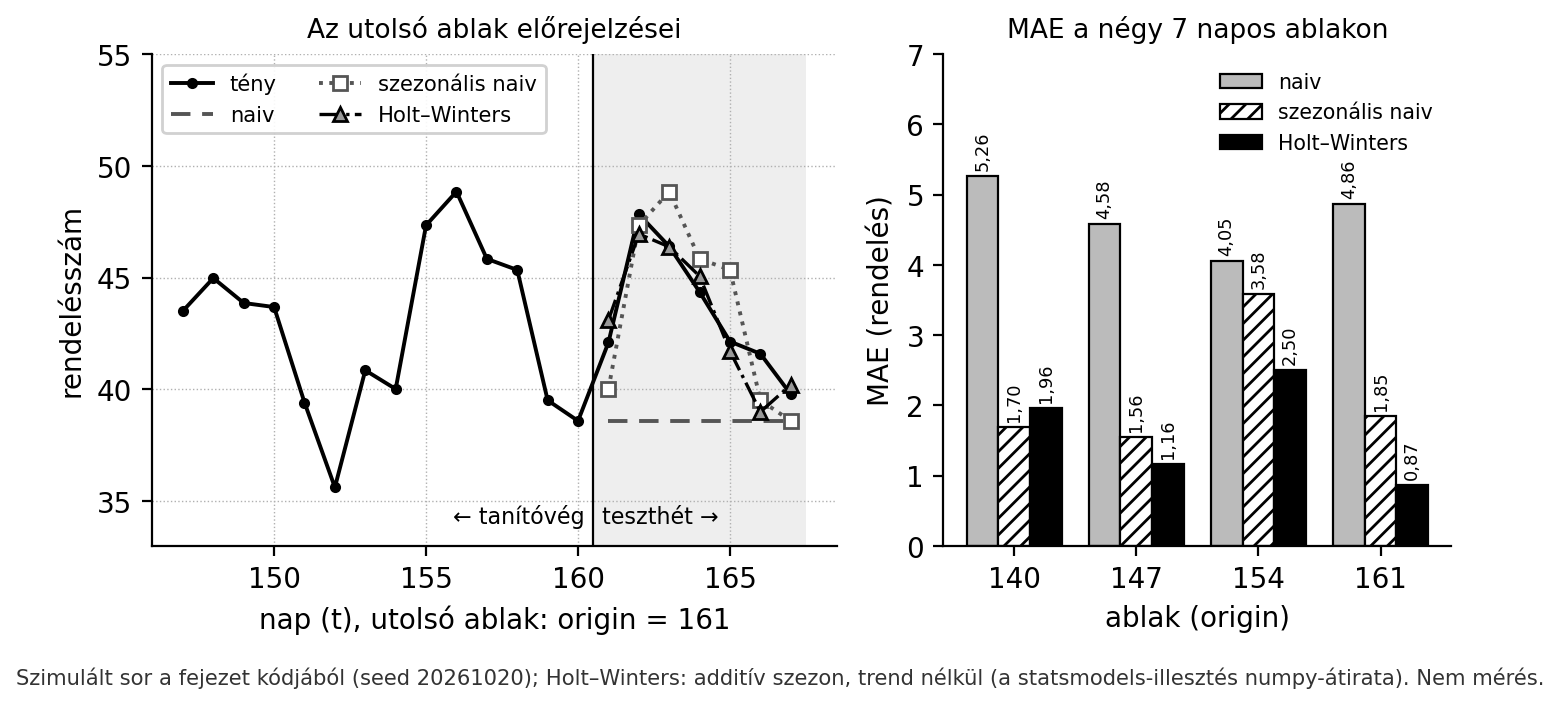 Az utolsó ablak előrejelzései
55
50
45
40
35
rendelésszám
tény
naiv
szezonális naiv
Holt–Winters
← tanítóvég
teszthét →
150
155
160
165
nap (t), utolsó ablak: origin = 161
MAE a négy 7 napos ablakon
7
6
5
4
3
2
1
0
MAE (rendelés)
naiv
szezonális naiv
Holt–Winters
5,26
1,70
1,96
4,58
1,56
1,16
4,05
3,58
2,50
4,86
1,85
0,87
140
147
154
161
ablak (origin)
Szimulált sor a fejezet kódjából (seed 20261020); Holt–Winters: additív szezon, trend nélkül (a statsmodels-illesztés numpy-átirata). Nem mérés.